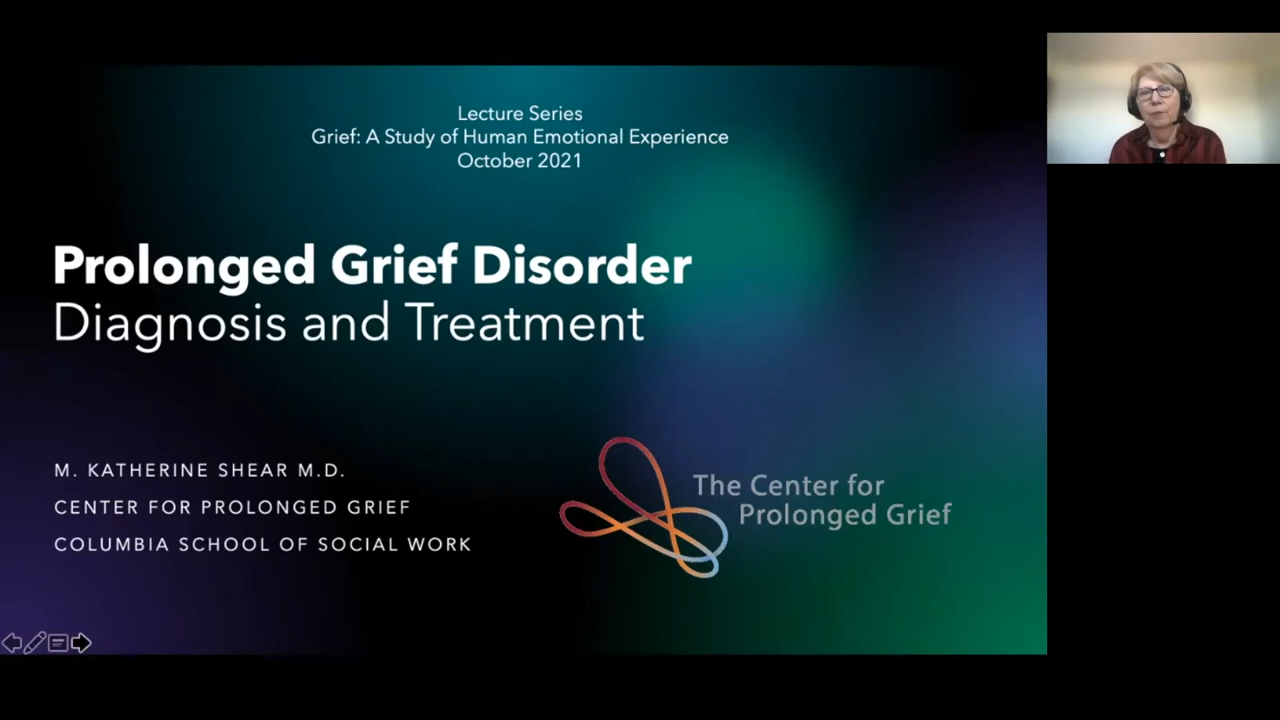 Lecture Series
Grief: A Study of Human Emotional Experience
October 2021
Prolonged Grief Disorder
Diagnosis and Treatment
M. KATHERINE SHEAR M.D.
CENTER FOR PROLONGED GRIEF
COLUMBIA SCHOOL OF SOCIAL WORK
The Center for
Prolonged Grief